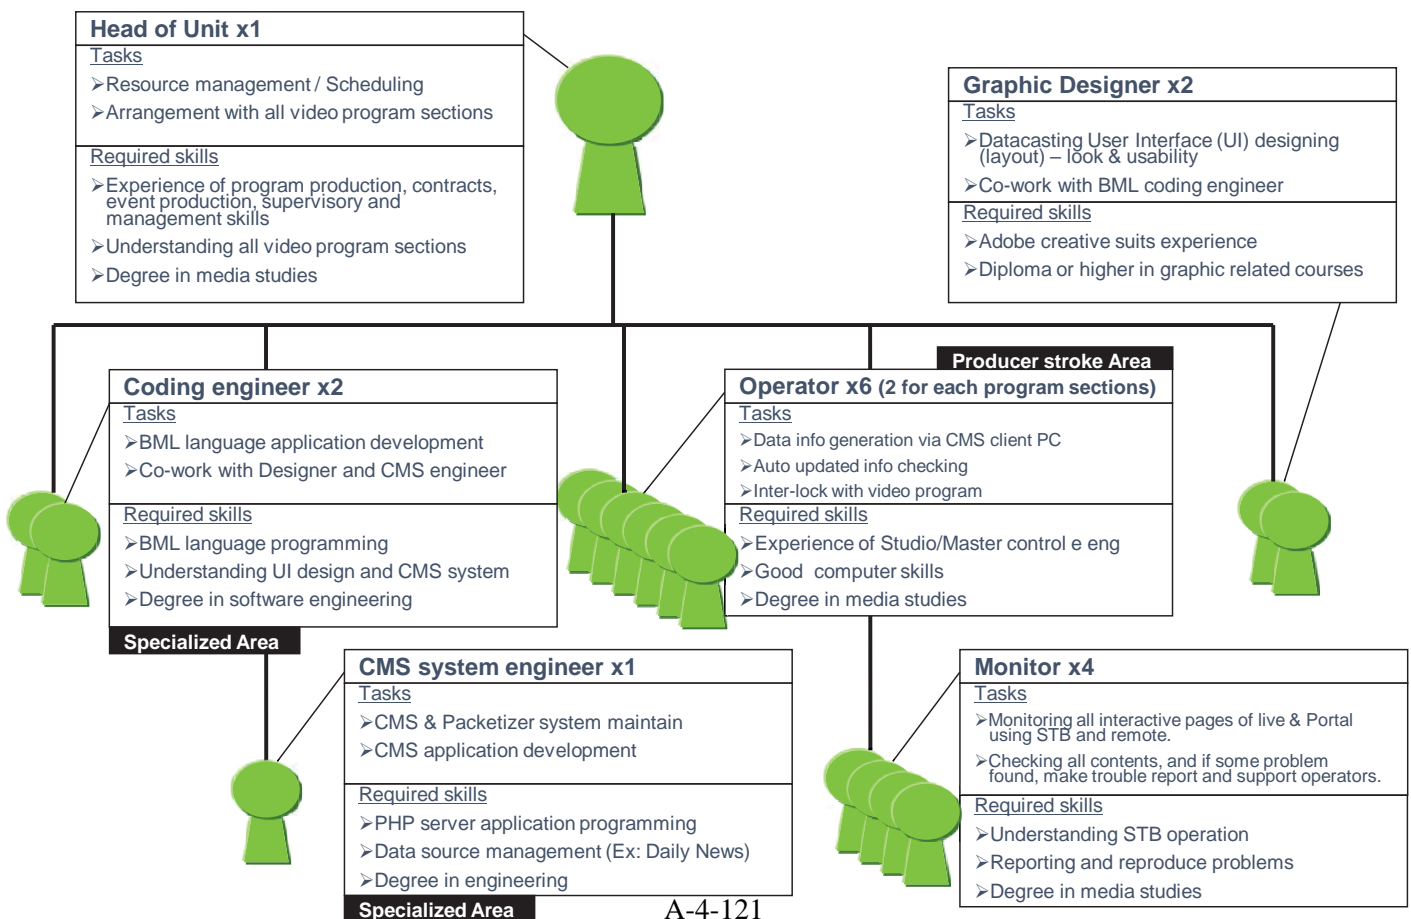 Head of Unit x1
Tasks
➢Resource management / Scheduling
➢Arrangement with all video program sections
Required skills
➢Experience of program production, contracts,
event production, supervisory and
management skills
➢Understanding all video program sections
➢Degree in media studies
Graphic Designer x2
Tasks
➢Datacasting User Interface (UI) designing
(layout) – look & usability
➢Co-work with BML coding engineer
Required skills
➢Adobe creative suits experience
➢Diploma or higher in graphic related courses
Coding engineer x2
Tasks
➢BML language application development
➢Co-work with Designer and CMS engineer
Required skills
➢BML language programming
➢Understanding UI design and CMS system
➢Degree in software engineering
Specialized Area
Producer stroke Area
Operator x6 (2 for each program sections)
Tasks
➢Data info generation via CMS client PC
➢Auto updated info checking
➢Inter-lock with video program
Required skills
➢Experience of Studio/Master control e eng
➢Good computer skills
➢Degree in media studies
CMS system engineer x1
Tasks
➢CMS & Packetizer system maintain
➢CMS application development
Required skills
➢PHP server application programming
➢Data source management (Ex: Daily News)
➢Degree in engineering
Specialized Area
Monitor x4
Tasks
➢Monitoring all interactive pages of live & Portal
using STB and remote.
➢Checking all contents, and if some problem
found, make trouble report and support operators.
Required skills
➢Understanding STB operation
➢Reporting and reproduce problems
➢Degree in media studies
A-4-121